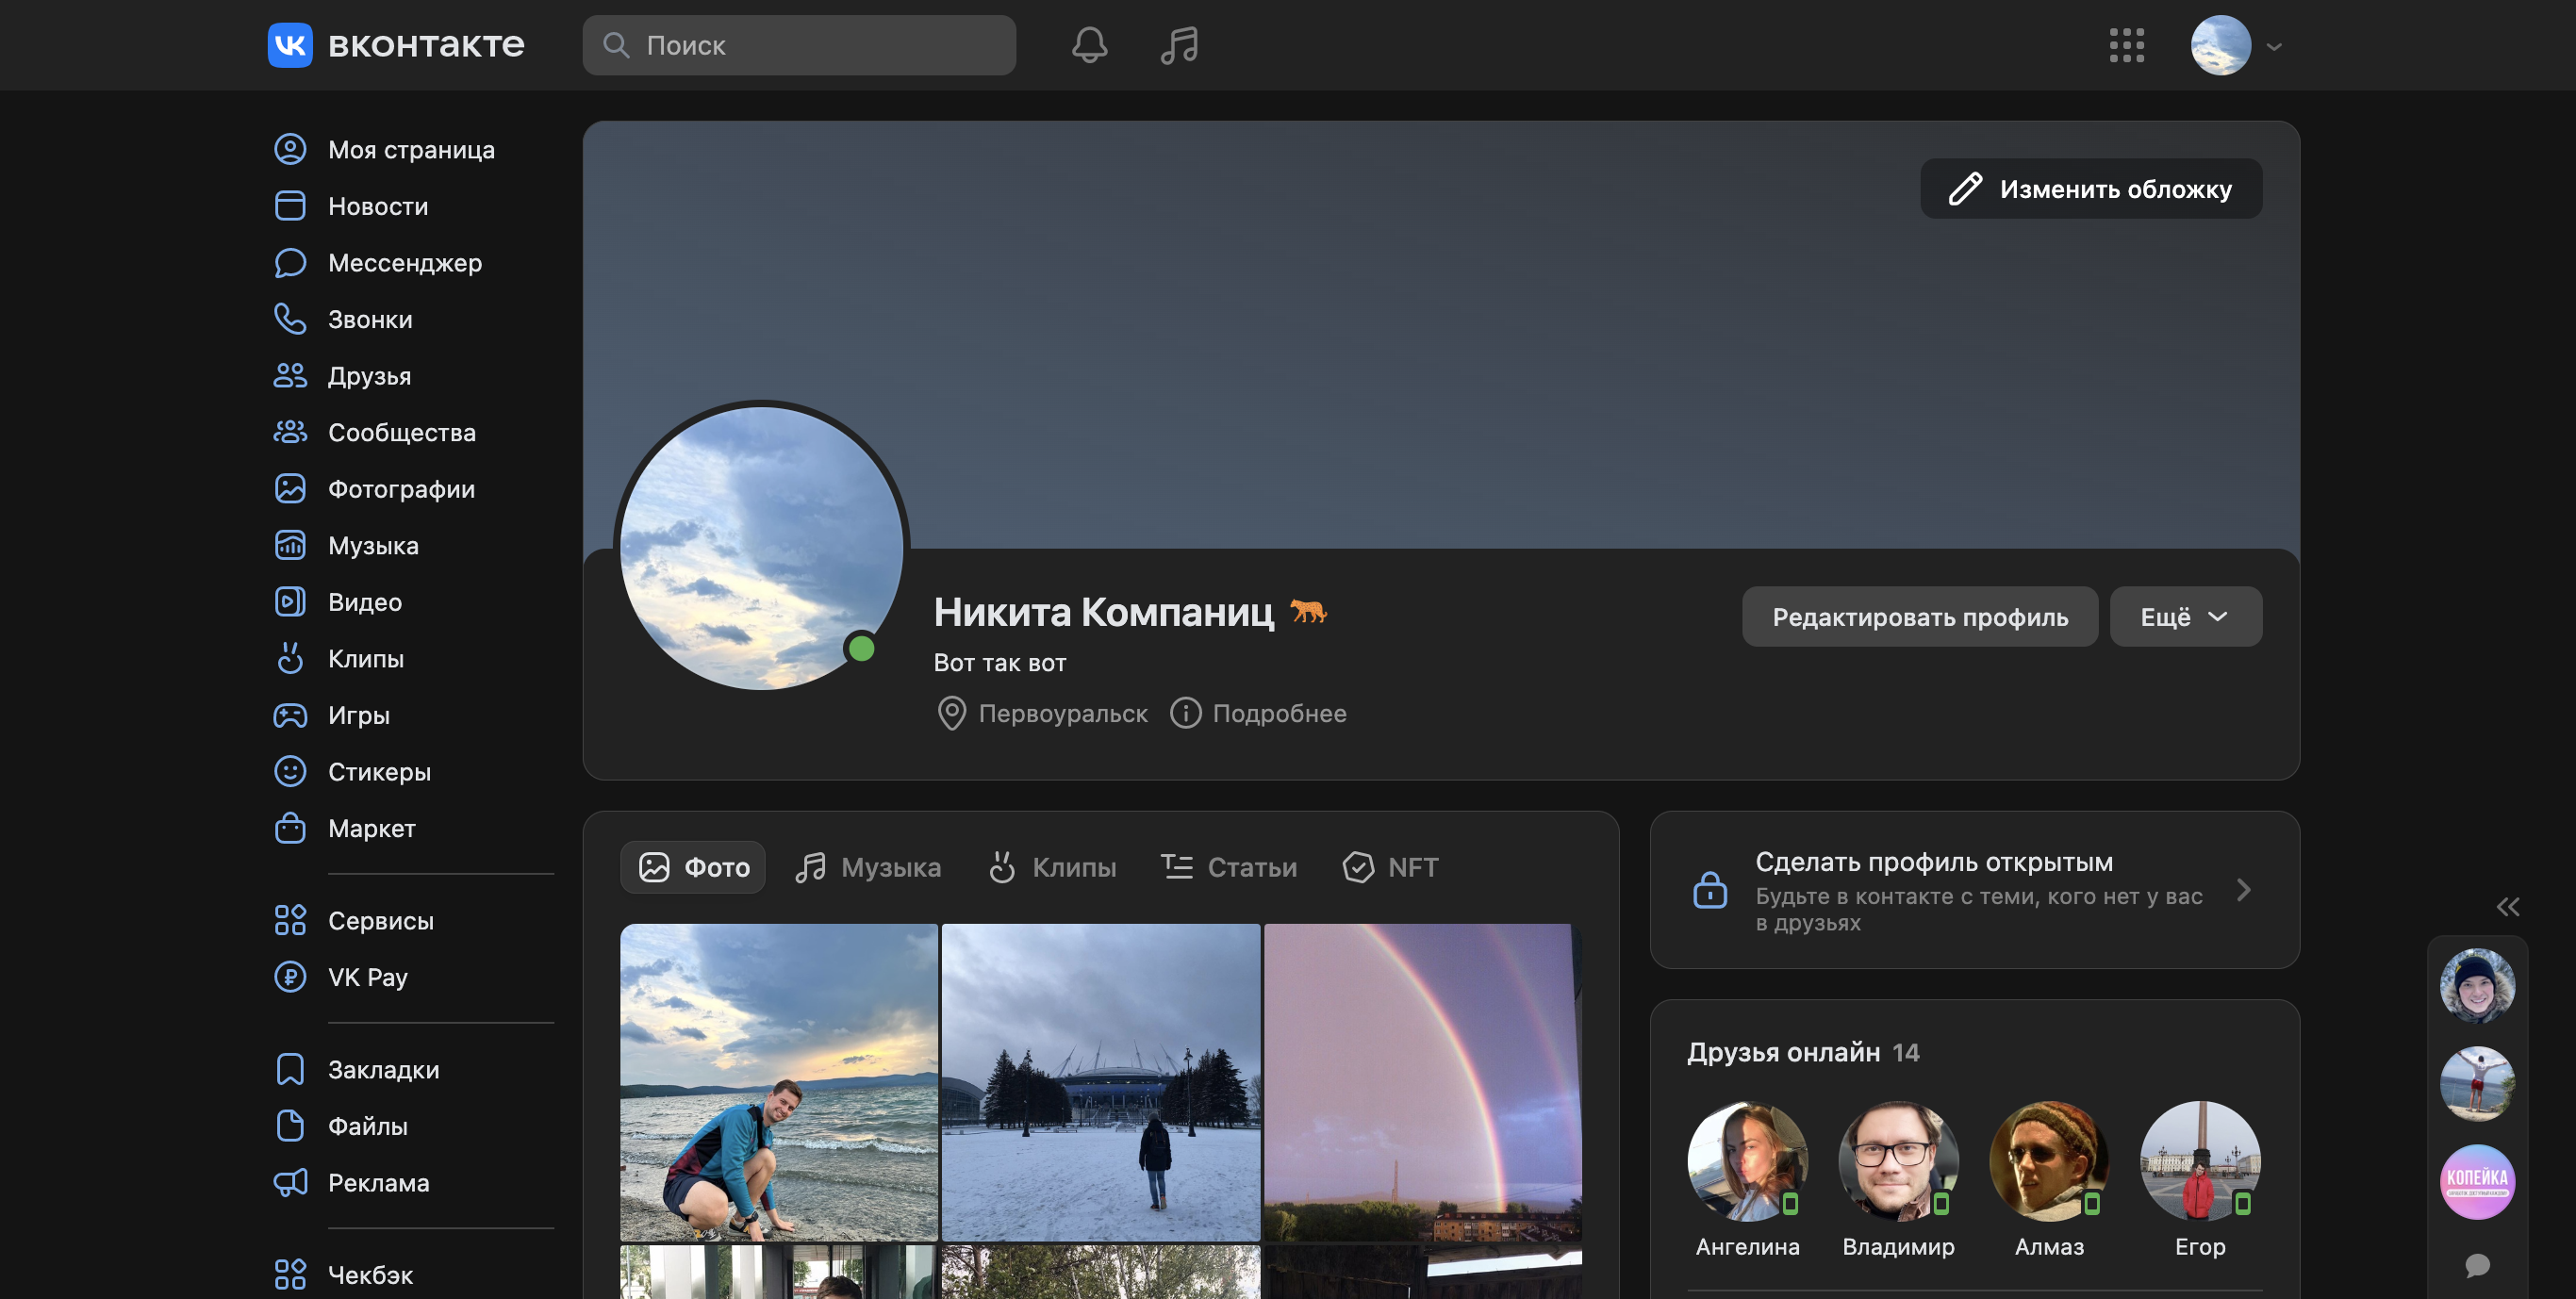 вконтакте
Поиск
Моя страница
Новости
Мессенджер
Звонки
Друзья
Сообщества
Фотографии
Музыка
Видео
Клипы
Игры
Стикеры
Маркет
Сервисы
VK Pay
Закладки
Файлы
Реклама
Чекбэк
Изменить обложку
Никита Компаниц
Вот так вот
Первоуральск Подробнее
Редактировать профиль
Ещё
Фото Музыка Клипы Статьи NFT
Сделать профиль открытым
Будьте в контакте с теми, кого нет у вас
в друзьях
Друзья онлайн 14
Ангелина Владимир Алмаз Егор
КОПЕЙКА